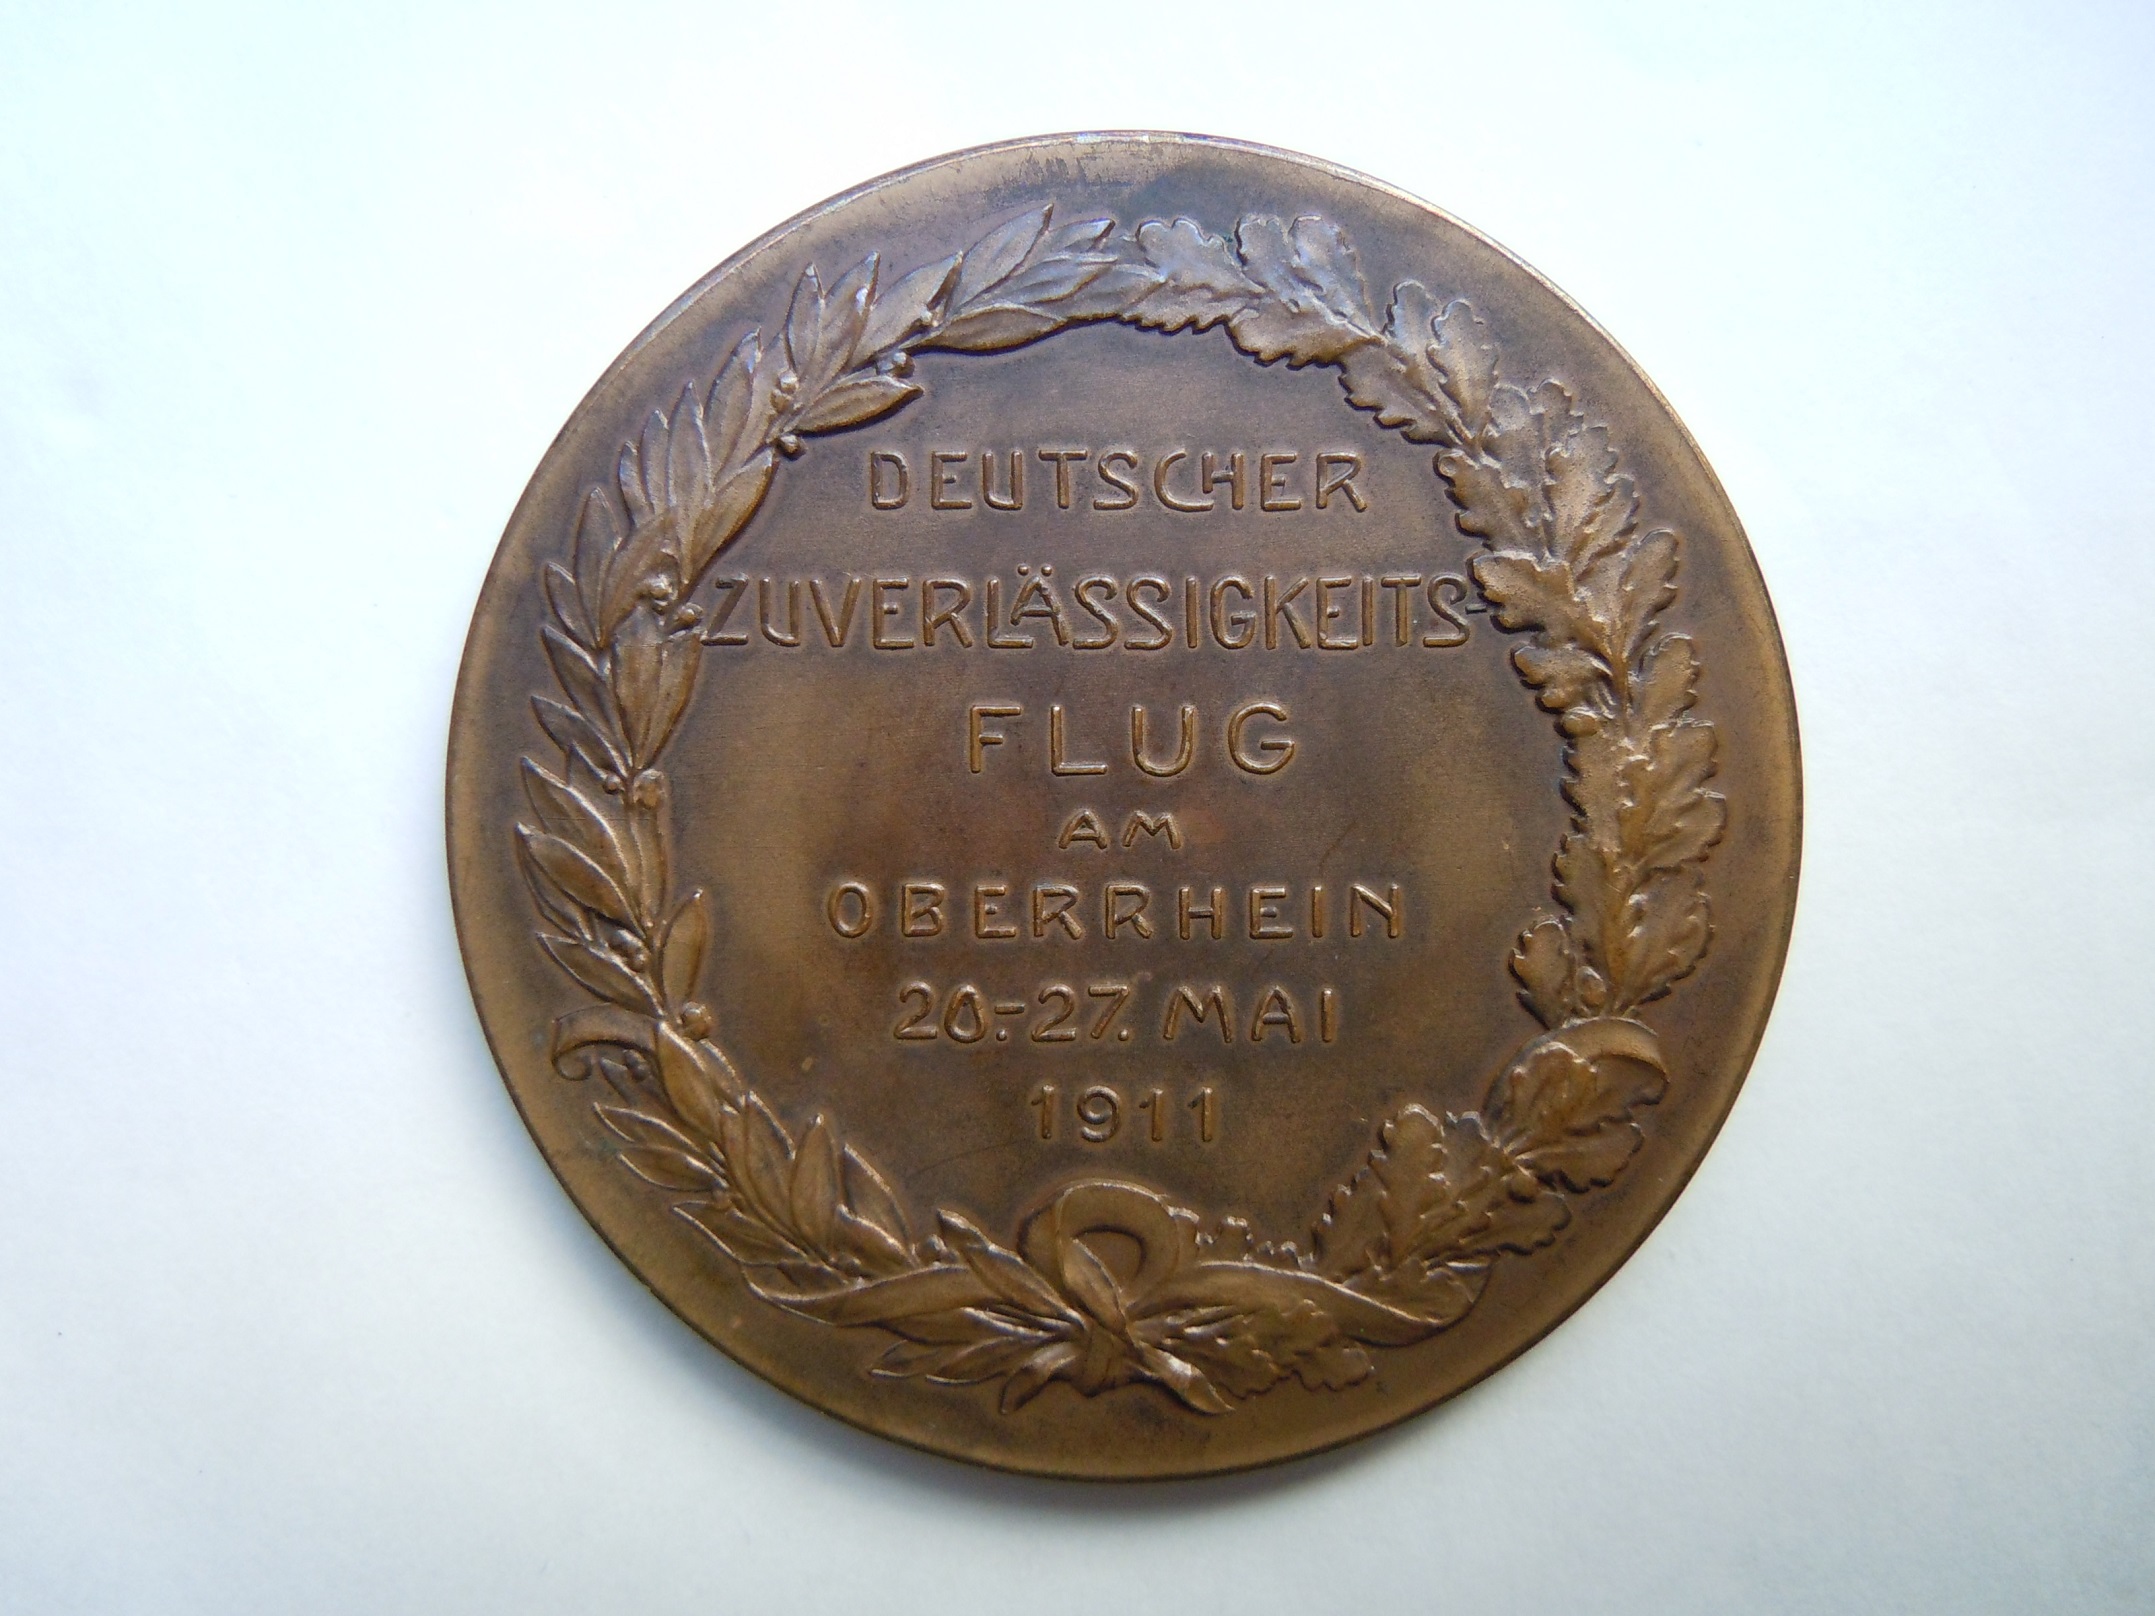 DEUTSCHER
ZUVERLÄSSIGKEITS-
FLUG
AM
OBERRHEIN
20.-27. MAI
1911